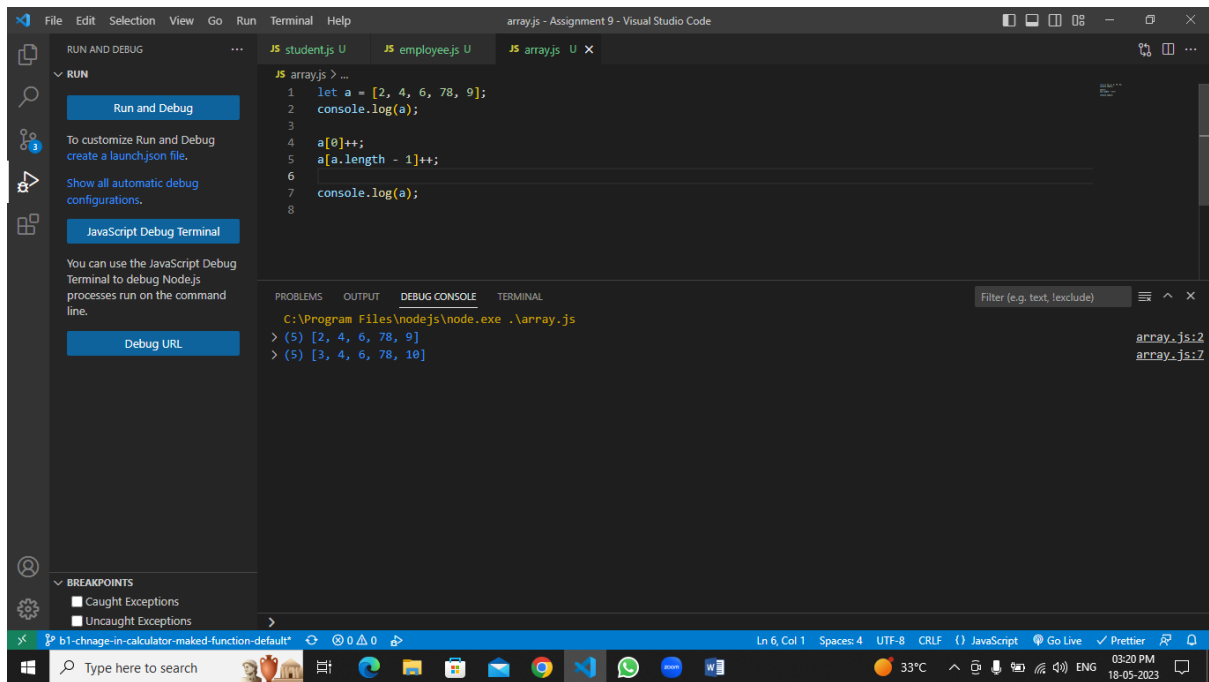 File Edit Selection View Go Run Terminal Help
array.js - Assignment 9 - Visual Studio Code
RUN AND DEBUG ...
RUN
Run and Debug
To customize Run and Debug
create a launch.json file.
Show all automatic debug
configurations.
JavaScript Debug Terminal
You can use the JavaScript Debug
Terminal to debug Node.js
processes run on the command
line.
Debug URL
BREAKPOINTS
Caught Exceptions
Uncaught Exceptions
JS student.js U JS employee.js U JS array.js U
JS array.js > ...
1 let a = [2, 4, 6, 78, 9];
2 console.log(a);
3
4 a[0]++;
5 a[a.length - 1]++;
6
7 console.log(a);
8
PROBLEMS OUTPUT DEBUG CONSOLE TERMINAL
Filter (e.g. text, !exclude)
C:\Program Files\nodejs\node.exe .\array.js
> (5) [2, 4, 6, 78, 9] array.js:2
> (5) [3, 4, 6, 78, 10] array.js:7
>
3
b1-chnage-in-calculator-maked-function-default* 0 0 Ln 6, Col 1 Spaces: 4 UTF-8 CRLF {} JavaScript Go Live Prettier
Type here to search
zoom
W
33°C ENG
03:20 PM
18-05-2023